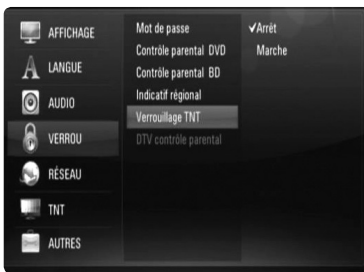 AFFICHAGE
LANGUE
AUDIO
VERROU
RÉSEAU
TNT
AUTRES
Mot de passe
Contrôle parental DVD
Contrôle parental BD
Indicatif régional
Verrouillage TNT
DTV contrôle parental
✓Arrêt
Marche